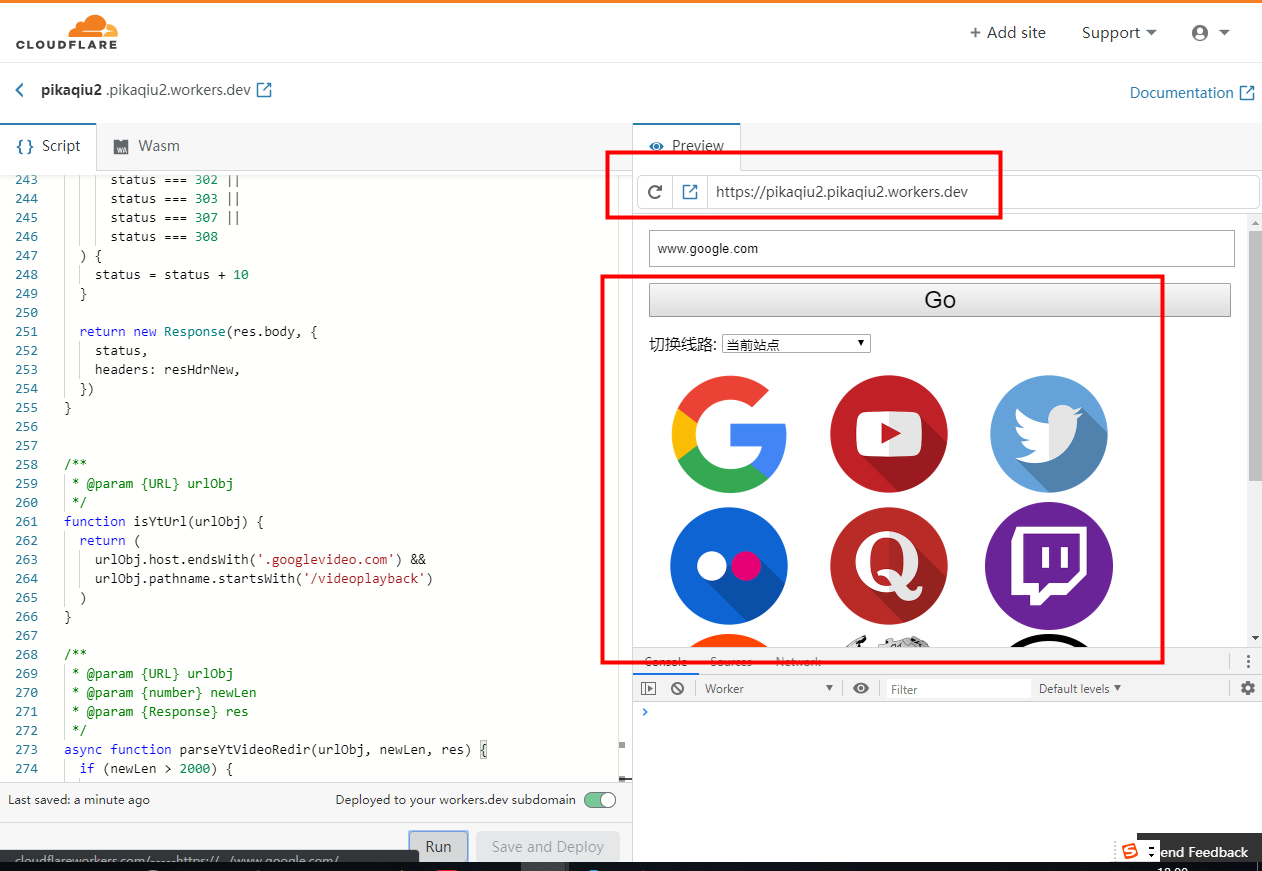 CLOUDFLARE
+ Add site
Support
pikaqiu2 .pikaqiu2.workers.dev
Documentation
{} Script
WA Wasm
Preview
https://pikaqiu2.pikaqiu2.workers.dev
243 status === 302 ||
244 status === 303 ||
245 status === 307 ||
246 status === 308
247 ) {
248 status = status + 10
249 }
250
251 return new Response(res.body, {
252 status,
253 headers: resHdrNew,
254 })
255 }
256
257
258 /**
259 * @param {URL} urlObj
260 */
261 function isYtUrl(urlObj) {
262 return (
263 urlObj.host.endsWith('.googlevideo.com') &&
264 urlObj.pathname.startsWith('/videoplayback')
265 )
266 }
267
268 /**
269 * @param {URL} urlObj
270 * @param {number} newLen
271 * @param {Response} res
272 */
273 async function parseYtVideoRedir(urlObj, newLen, res) {
274 if (newLen > 2000) {
www.google.com
Go
切换线路: 当前站点
Console Sources Network
Worker
Filter
Default levels
Last saved: a minute ago
Deployed to your workers.dev subdomain
Run
Save and Deploy
end Feedback